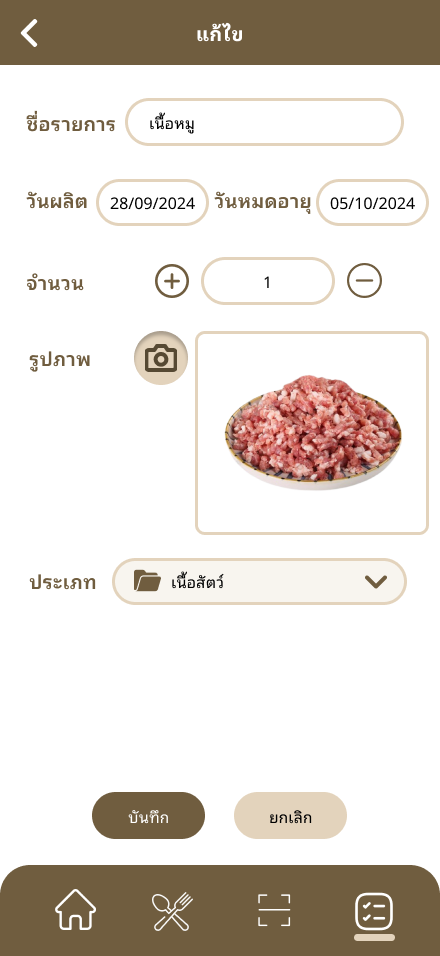 แก้ไข
ชื่อรายการ เนื้อหมู
วันผลิต 28/09/2024 วันหมดอายุ 05/10/2024
จำนวน 1
รูปภาพ
ประเภท เนื้อสัตว์
บันทึก ยกเลิก